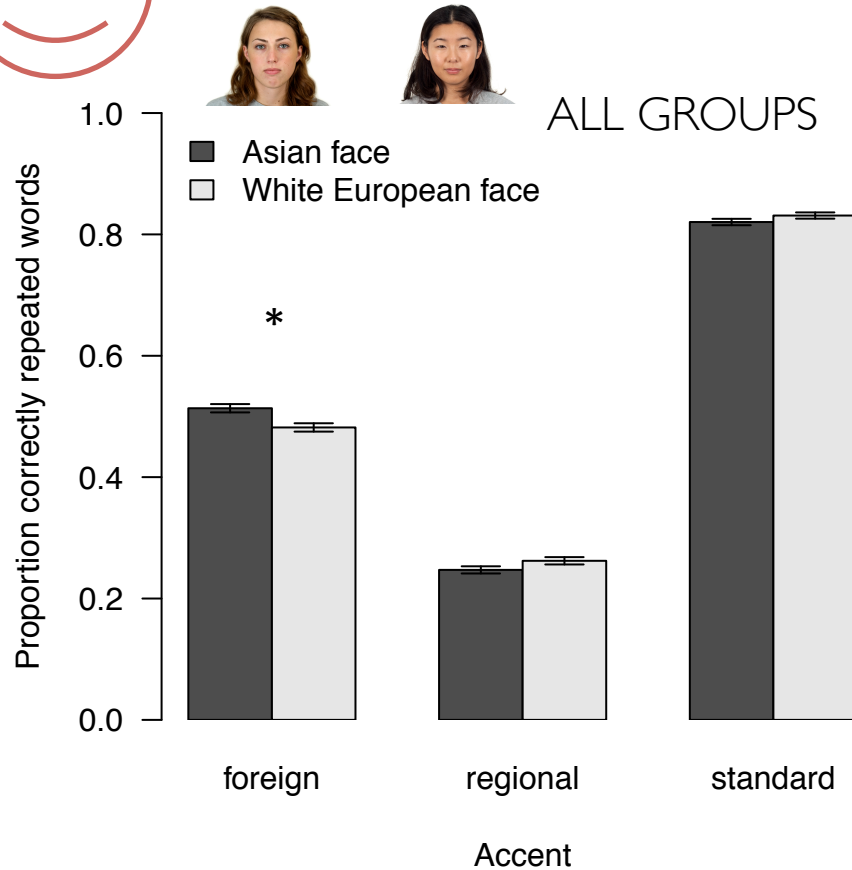 ALL GROUPS
1.0
Asian face
White European face
0.8
*
0.6
0.4
0.2
0.0
Proportion correctly repeated words
foreign regional standard
Accent